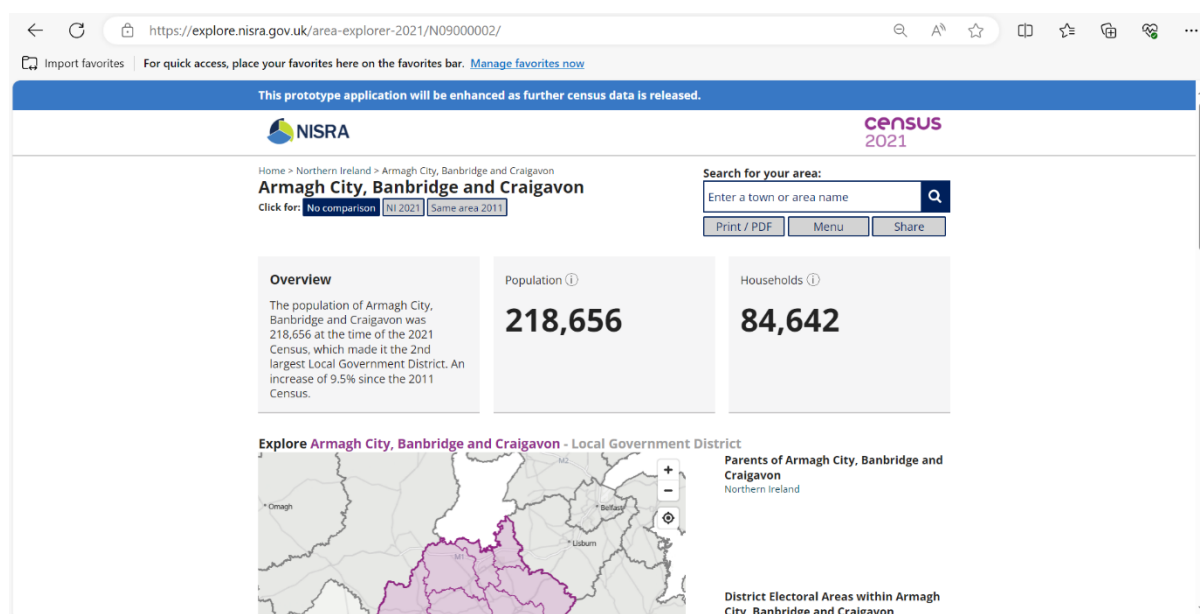 https://explore.nisra.gov.uk/area-explorer-2021/N09000002/
Import favorites
For quick access, place your favorites here on the favorites bar. Manage favorites now
This prototype application will be enhanced as further census data is released.
NISRA
census
2021
Home > Northern Ireland > Armagh City, Banbridge and Craigavon
Armagh City, Banbridge and Craigavon
Click for: No comparison NI 2021 Same area 2011
Search for your area:
Enter a town or area name
Print / PDF Menu Share
Overview
The population of Armagh City,
Banbridge and Craigavon was
218,656 at the time of the 2021
Census, which made it the 2nd
largest Local Government District. An
increase of 9.5% since the 2011
Census.
Population
218,656
Households
84,642
Explore Armagh City, Banbridge and Craigavon - Local Government District
M2
Omagh
Belfast
Lisburn
M1
+
−
Parents of Armagh City, Banbridge and
Craigavon
Northern Ireland
District Electoral Areas within Armagh
City, Banbridge and Craigavon